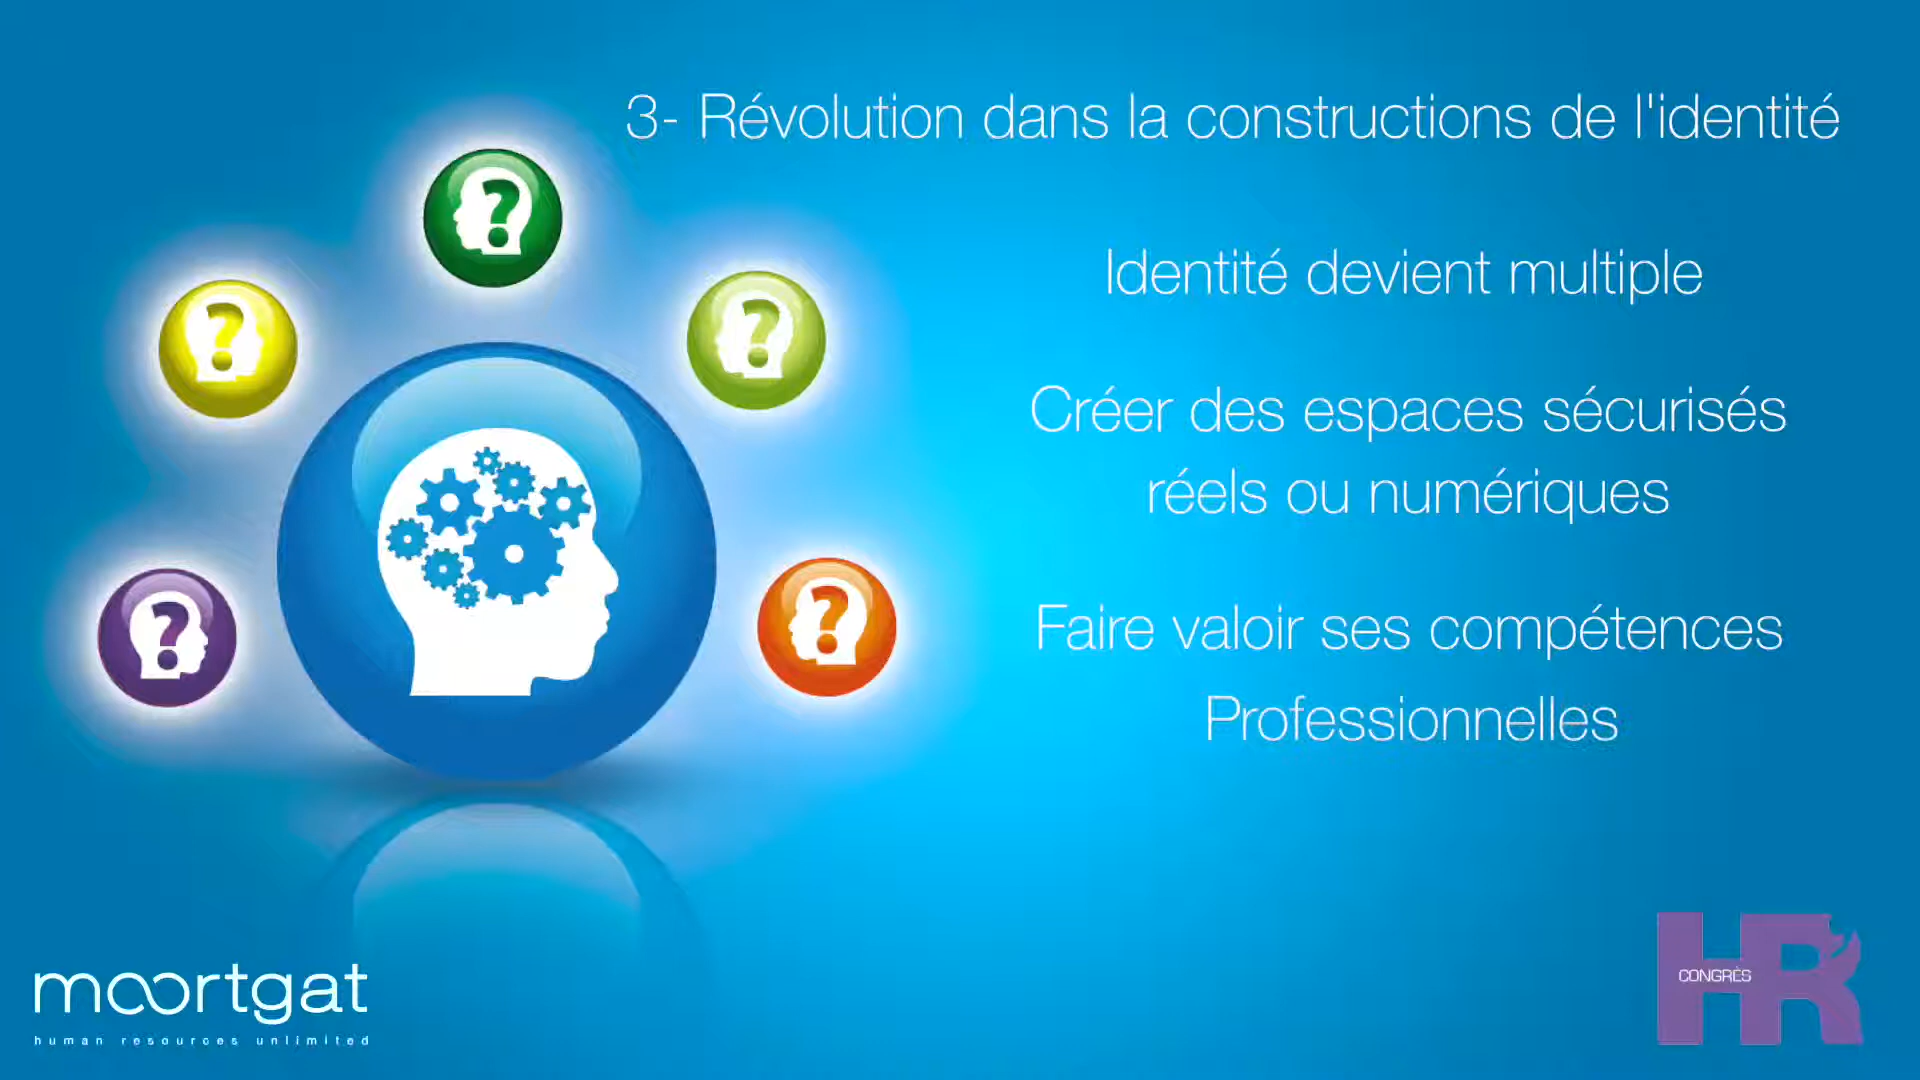 3- Révolution dans la constructions de l'identité
Identité devient multiple
Créer des espaces sécurisés
réels ou numériques
Faire valoir ses compétences
Professionnelles
moortgat
human resources unlimited
HR
CONGRÈS